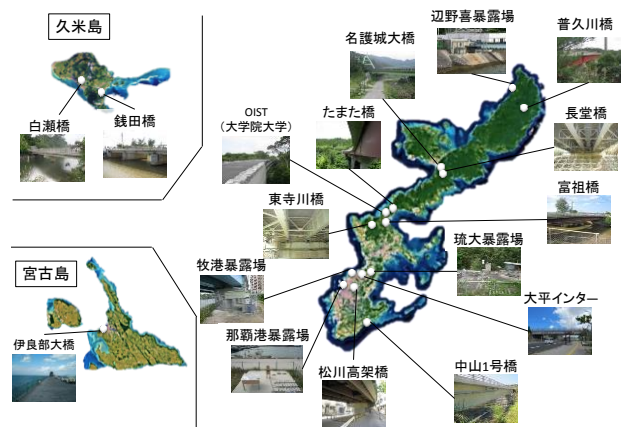 久米島
白瀬橋
銭田橋
宮古島
伊良部大橋
辺野喜暴露場
普久川橋
名護城大橋
OIST
（大学院大学）
たまた橋
長堂橋
東寺川橋
富祖橋
牧港暴露場
琉大暴露場
大平インター
那覇港暴露場
松川高架橋
中山1号橋